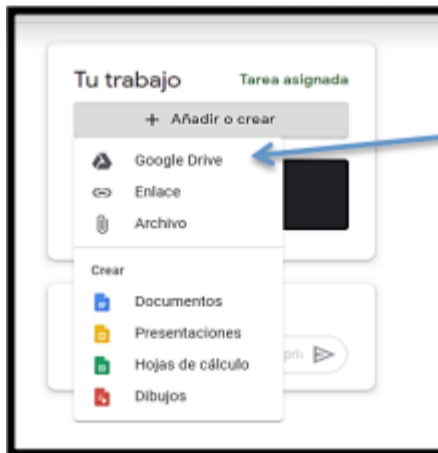 Tu trabajo Tarea asignada
+ Añadir o crear
Google Drive
Enlace
Archivo
Crear
Documentos
Presentaciones
Hojas de cálculo
Dibujos